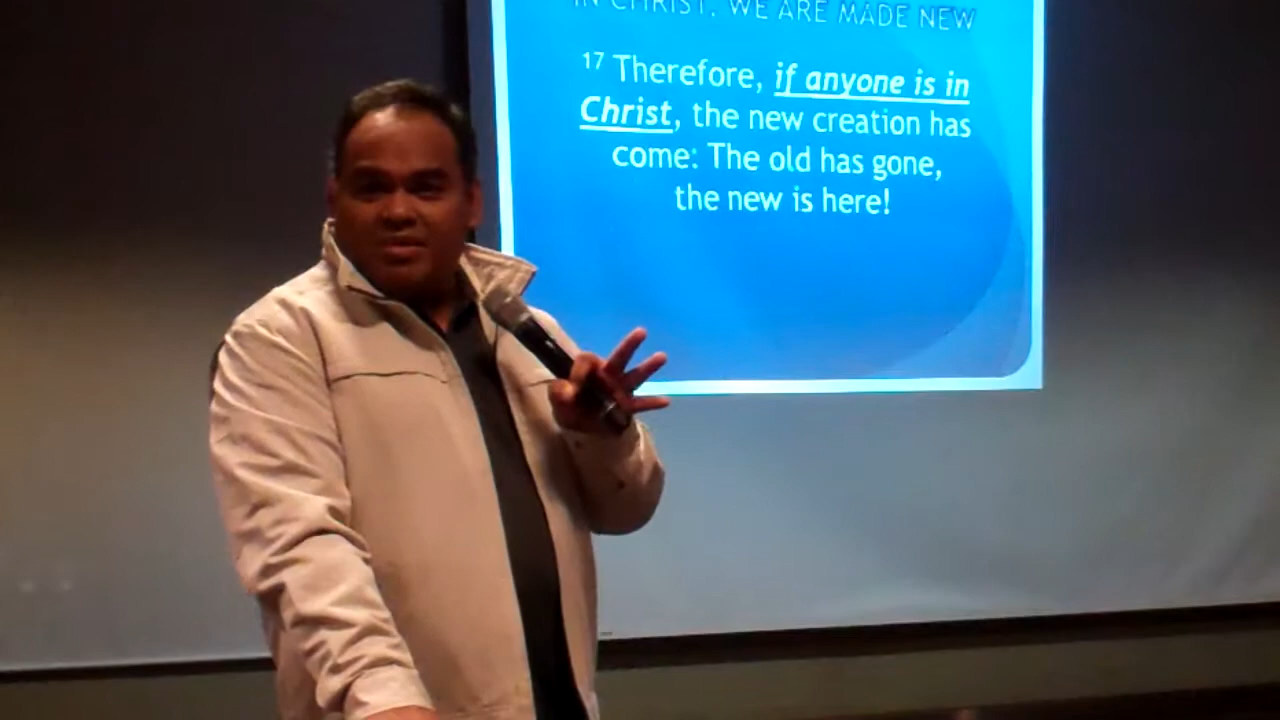 IN CHRIST, WE ARE MADE NEW
17 Therefore, if anyone is in
Christ, the new creation has
come: The old has gone,
the new is here!